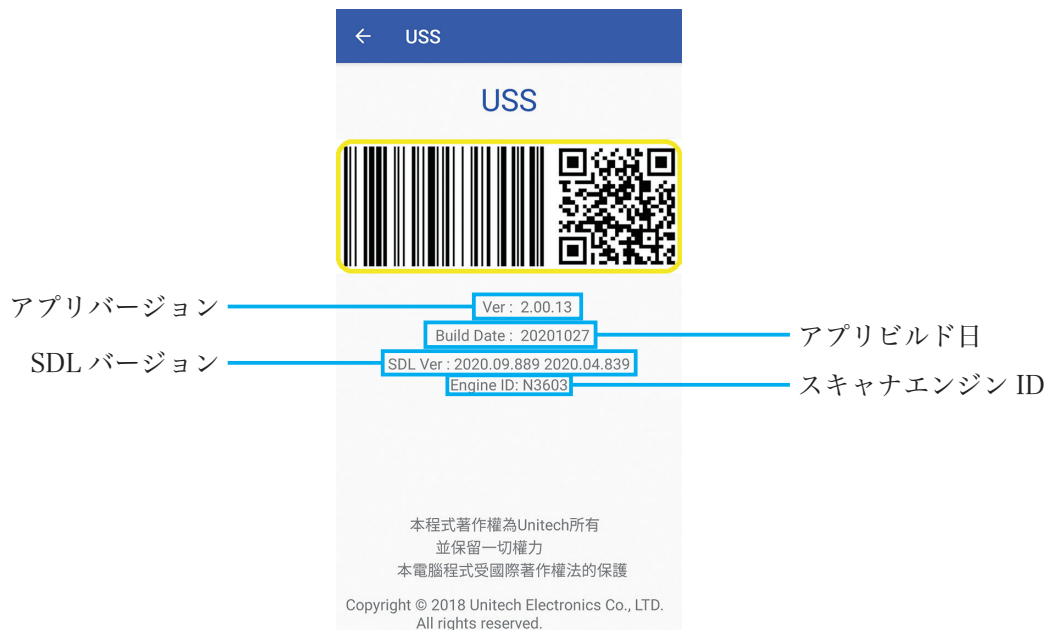 USS
USS
アプリバージョン
Ver : 2.00.13
Build Date : 20201027
アプリビルド日
SDL バージョン
SDL Ver : 2020.09.889 2020.04.839
Engine ID: N3603
スキャナエンジン ID
本程式著作權為Unitech所有
並保留一切權力
本電腦程式受國際著作權法的保護
Copyright © 2018 Unitech Electronics Co., LTD.
All rights reserved.